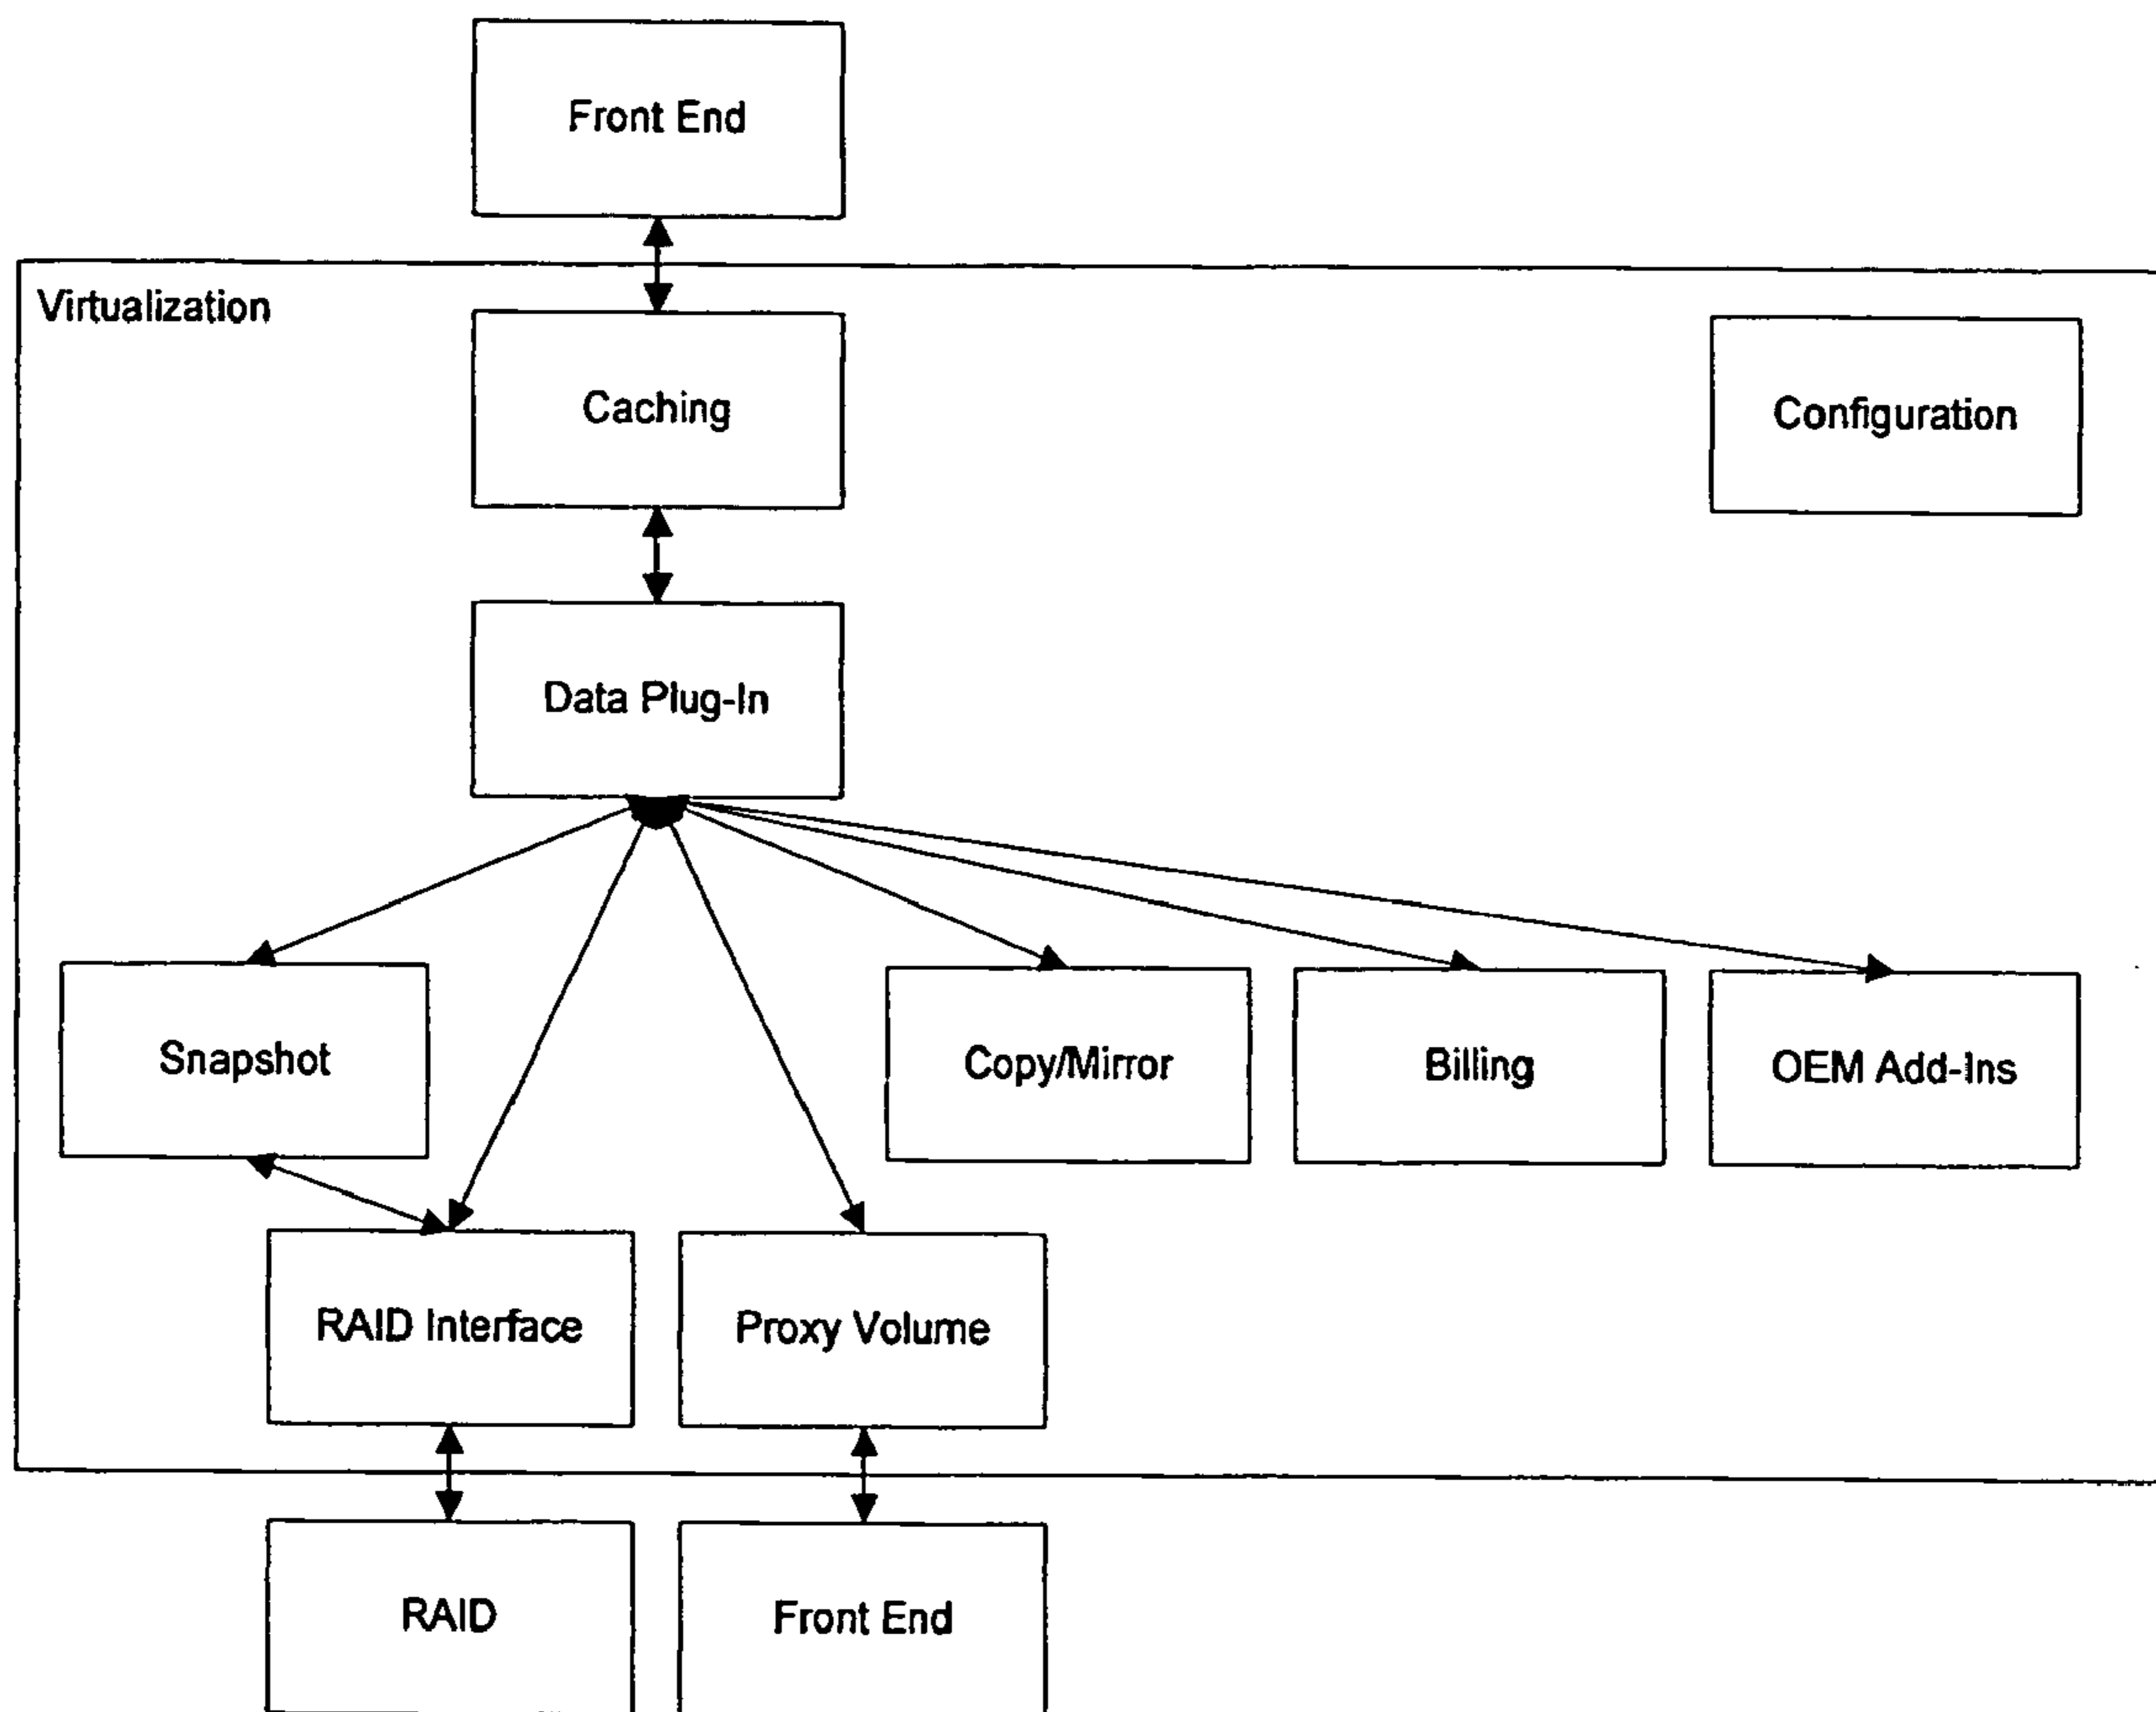 Front End
Virtualization
Caching
Configuration
Data Plug-In
Snapshot
Copy/Mirror
Billing
OEM Add-Ins
RAID Interface
Proxy Volume
RAID
Front End